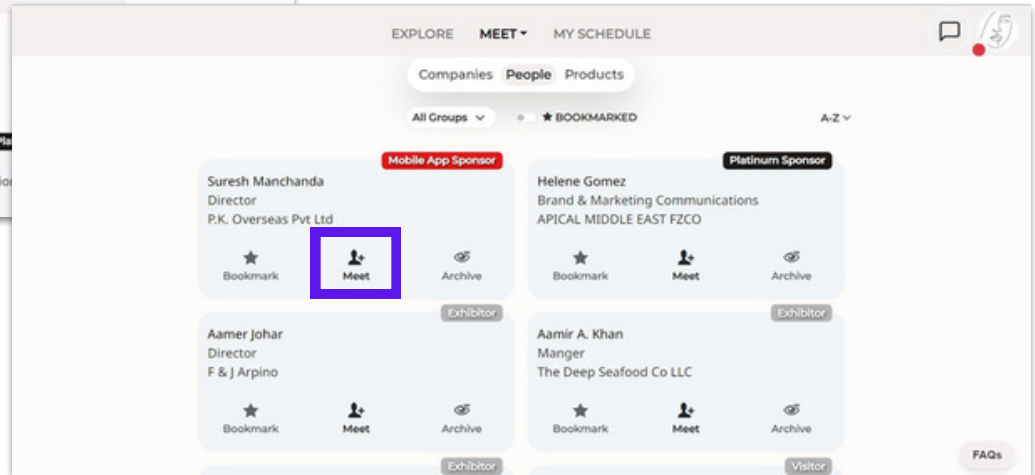 EXPLORE MEET MY SCHEDULE
Companies People Products
All Groups ★ BOOKMARKED A-Z
Mobile App Sponsor
Suresh Manchanda
Director
P.K. Overseas Pvt Ltd
Bookmark Meet Archive
Platinum Sponsor
Helene Gomez
Brand & Marketing Communications
APICAL MIDDLE EAST FZCO
Bookmark Meet Archive
Exhibitor
Aamer Johar
Director
F & J Arpino
Bookmark Meet Archive
Exhibitor
Aamir A. Khan
Manger
The Deep Seafood Co LLC
Bookmark Meet Archive
Exhibitor
Visitor
FAQs